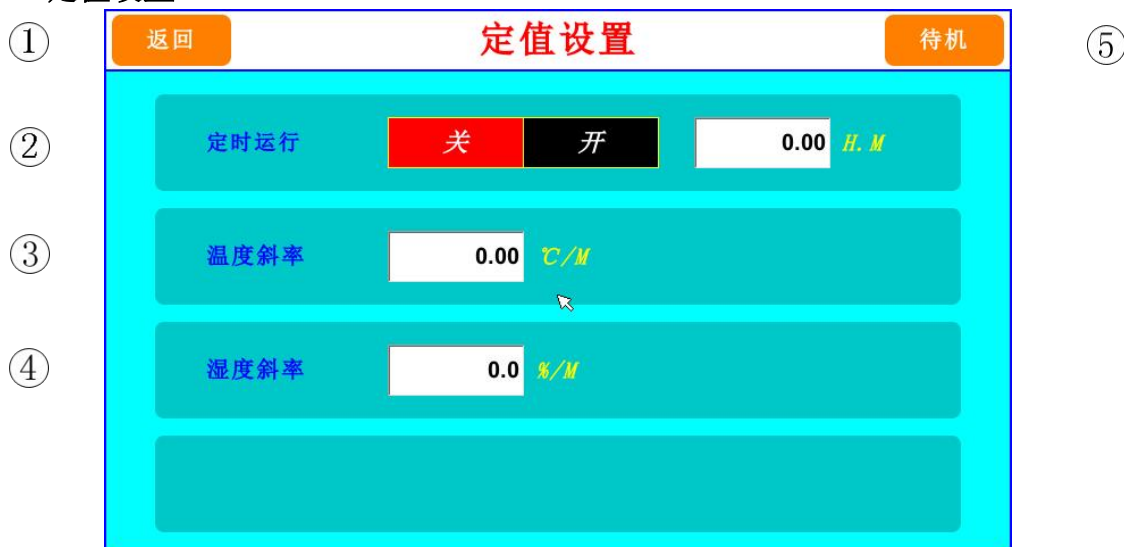 ① 返回 定值设置 待机 ⑤
② 定时运行 关 开 0.00 H.M
③ 温度斜率 0.00 ℃/M
④ 湿度斜率 0.0 %/M